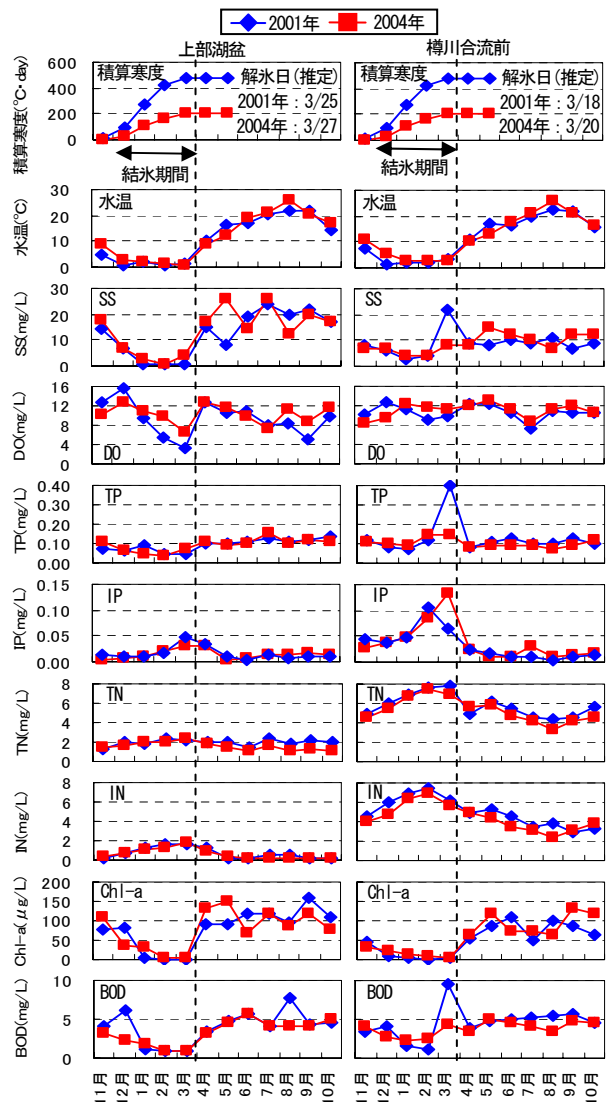 2001年 2004年
上部湖盆 樽川合流前
積算寒度(℃・day)
600
400
200
0
積算寒度
解氷日(推定)
2001年：3/25
2004年：3/27
結氷期間
積算寒度
解氷日(推定)
2001年：3/18
2004年：3/20
結氷期間
水温(℃)
30
20
10
0
水温 水温
SS(mg/L)
30
20
10
0
SS SS
DO(mg/L)
16
12
8
4
0
DO DO
TP(mg/L)
0.40
0.30
0.20
0.10
0.00
TP TP
IP(mg/L)
0.15
0.10
0.05
0.00
IP IP
TN(mg/L)
8
6
4
2
0
TN TN
IN(mg/L)
8
6
4
2
0
IN IN
Chl-a(μg/L)
200
150
100
50
0
Chl-a Chl-a
BOD(mg/L)
10
5
0
BOD BOD
11月 12月 1月 2月 3月 4月 5月 6月 7月 8月 9月 10月
11月 12月 1月 2月 3月 4月 5月 6月 7月 8月 9月 10月